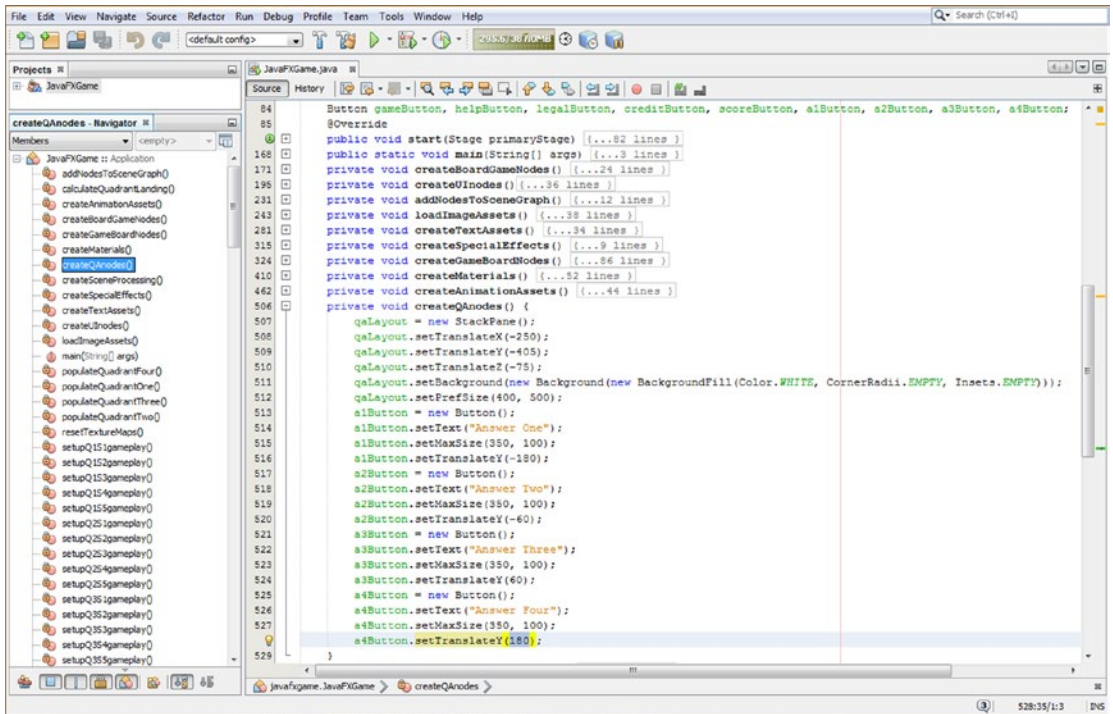 File Edit View Navigate Source Refactor Run Debug Profile Team Tools Window Help
Search (Ctrl+I)
<default config>
Projects
JavaFXGame
createQAnodes - Navigator
Members
<empty>
JavaFXGame :: Application
addNodesToSceneGraph()
calculateQuadrantLanding()
createAnimationAssets()
createBoardGameNodes()
createGameBoardNodes()
createMaterials()
createQAnodes()
createSceneProcessing()
createSpecialEffects()
createTextAssets()
createUInodes()
loadImageAssets()
main(String[] args)
populateQuadrantFour()
populateQuadrantOne()
populateQuadrantThree()
populateQuadrantTwo()
resetTextureMaps()
setupQ1S1gameplay()
setupQ1S2gameplay()
setupQ1S3gameplay()
setupQ1S4gameplay()
setupQ1S5gameplay()
setupQ2S1gameplay()
setupQ2S2gameplay()
setupQ2S3gameplay()
setupQ2S4gameplay()
setupQ2S5gameplay()
setupQ3S1gameplay()
setupQ3S2gameplay()
setupQ3S3gameplay()
setupQ3S4gameplay()
setupQ3S5gameplay()
JavaFXGame.java
Source History
84 Button gameButton, helpButton, legalButton, creditButton, scoreButton, a1Button, a2Button, a3Button, a4Button;
85 @Override
public void start(Stage primaryStage) {...82 lines }
168 public static void main(String[] args) {...3 lines }
171 private void createBoardGameNodes() {...24 lines }
195 private void createUInodes() {...36 lines }
231 private void addNodesToSceneGraph() {...12 lines }
243 private void loadImageAssets() {...38 lines }
281 private void createTextAssets() {...34 lines }
315 private void createSpecialEffects() {...9 lines }
324 private void createGameBoardNodes() {...86 lines }
410 private void createMaterials() {...52 lines }
462 private void createAnimationAssets() {...44 lines }
506 private void createQAnodes() {
507 qaLayout = new StackPane();
508 qaLayout.setTranslateX(-250);
509 qaLayout.setTranslateY(-405);
510 qaLayout.setTranslateZ(-75);
511 qaLayout.setBackground(new Background(new BackgroundFill(Color.WHITE, CornerRadii.EMPTY, Insets.EMPTY)));
512 qaLayout.setPrefSize(400, 500);
513 a1Button = new Button();
514 a1Button.setText("Answer One");
515 a1Button.setMaxSize(350, 100);
516 a1Button.setTranslateY(-180);
517 a2Button = new Button();
518 a2Button.setText("Answer Two");
519 a2Button.setMaxSize(350, 100);
520 a2Button.setTranslateY(-60);
521 a3Button = new Button();
522 a3Button.setText("Answer Three");
523 a3Button.setMaxSize(350, 100);
524 a3Button.setTranslateY(60);
525 a4Button = new Button();
526 a4Button.setText("Answer Four");
527 a4Button.setMaxSize(350, 100);
a4Button.setTranslateY(180);
529 }
javafxgame.JavaFXGame
createQAnodes
3
528:35/1:3
INS